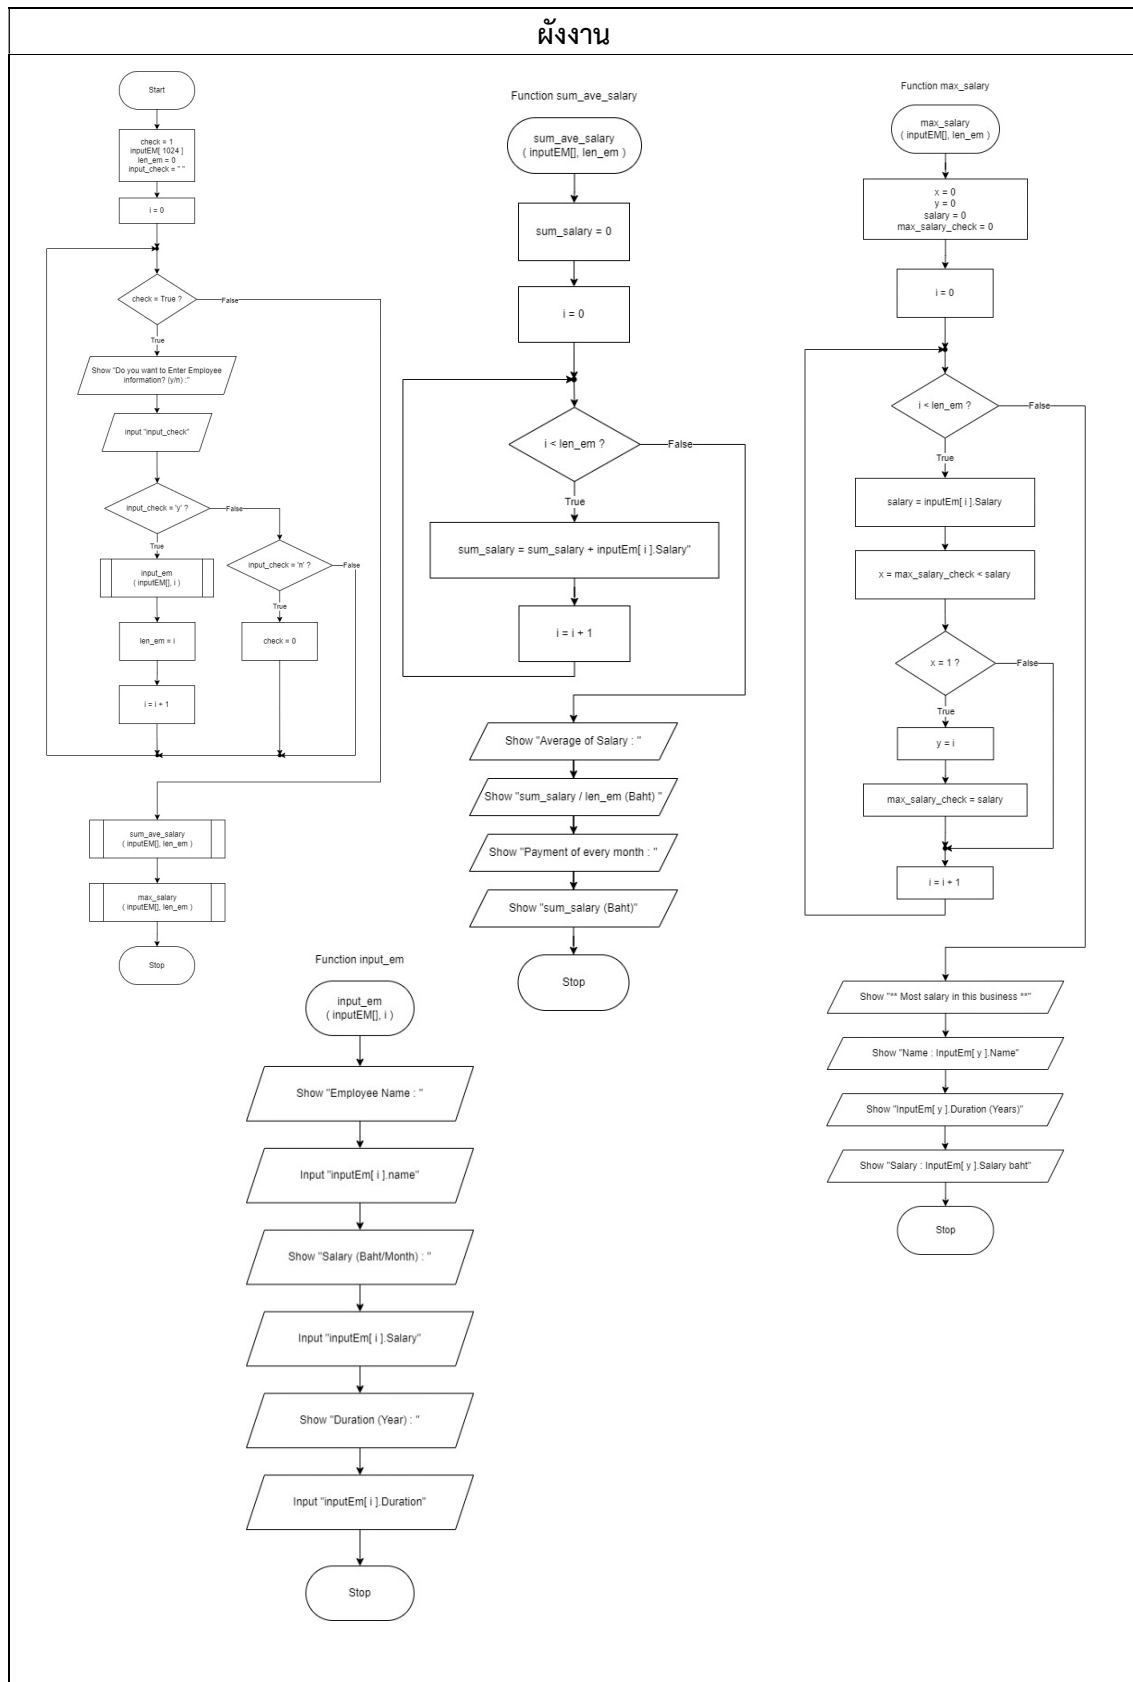 ผังงาน
Start
check = 1
inputEM[ 1024 ]
len_em = 0
input_check = " "
i = 0
check = True ?
False
True
Show "Do you want to Enter Employee
information? (y/n) :"
input "input_check"
input_check = 'y' ?
False
True
input_check = 'n' ?
False
True
input_em
( inputEM[], i )
len_em = i
check = 0
i = i + 1
sum_ave_salary
( inputEM[], len_em )
max_salary
( inputEM[], len_em )
Stop
Function sum_ave_salary
sum_ave_salary
( inputEM[], len_em )
sum_salary = 0
i = 0
i < len_em ?
False
True
sum_salary = sum_salary + inputEm[ i ].Salary"
i = i + 1
Show "Average of Salary : "
Show "sum_salary / len_em (Baht) "
Show "Payment of every month : "
Show "sum_salary (Baht)"
Stop
Function max_salary
max_salary
( inputEM[], len_em )
x = 0
y = 0
salary = 0
max_salary_check = 0
i = 0
i < len_em ?
False
True
salary = inputEm[ i ].Salary
x = max_salary_check < salary
x = 1 ?
False
True
y = i
max_salary_check = salary
i = i + 1
Show "** Most salary in this business **"
Show "Name : InputEm[ y ].Name"
Show "InputEm[ y ].Duration (Years)"
Show "Salary : InputEm[ y ].Salary baht"
Stop
Function input_em
input_em
( inputEM[], i )
Show "Employee Name : "
Input "inputEm[ i ].name"
Show "Salary (Baht/Month) : "
Input "inputEm[ i ].Salary"
Show "Duration (Year) : "
Input "inputEm[ i ].Duration"
Stop